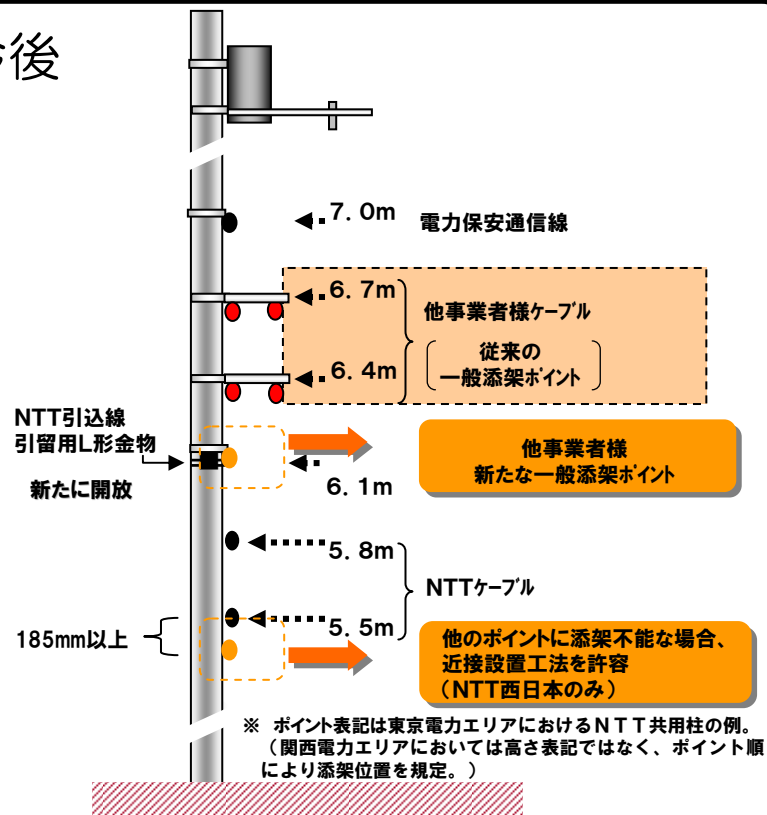 後
7．0m 電力保安通信線
6．7m
他事業者様ケーブル
従来の
一般添架ポイント
6．4m
NTT引込線
引留用L形金物
新たに開放
他事業者様
新たな一般添架ポイント
6．1m
5．8m
NTTケーブル
5．5m
185mm以上
他のポイントに添架不能な場合、
近接設置工法を許容
（NTT西日本のみ）
※ ポイント表記は東京電力エリアにおけるＮＴＴ共用柱の例。
（関西電力エリアにおいては高さ表記ではなく、ポイント順
により添架位置を規定。）